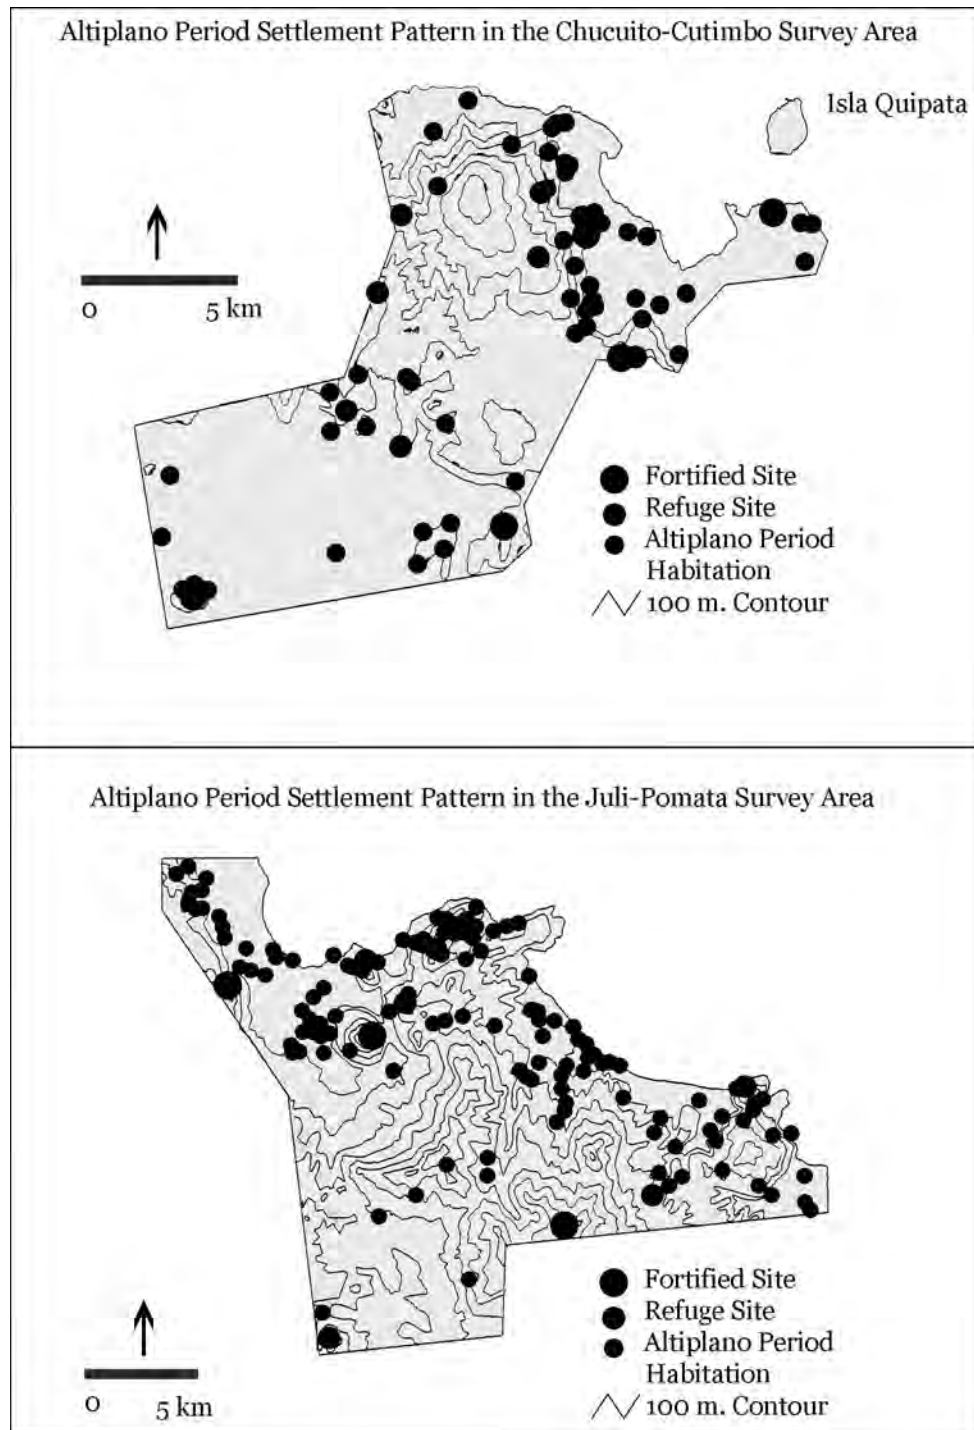 Altiplano Period Settlement Pattern in the Chucuito-Cutimbo Survey Area
Isla Quipata
0 5 km
Fortified Site
Refuge Site
Altiplano Period
Habitation
100 m. Contour
Altiplano Period Settlement Pattern in the Juli-Pomata Survey Area
Fortified Site
Refuge Site
Altiplano Period
Habitation
100 m. Contour
0 5 km